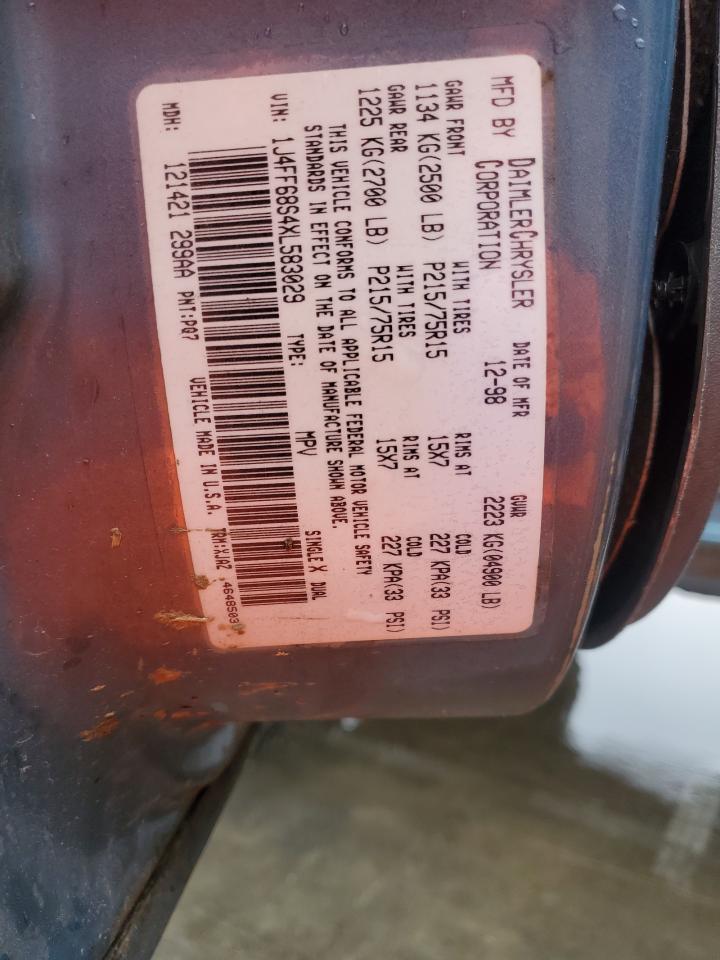 MFD BY DAIMLERCHRYSLER CORPORATION DATE OF MFR 12-98 GVWR 2223 KG(04900 LB)
GAWR FRONT WITH TIRES RIMS AT COLD
1134 KG(2500 LB) P215/75R15 15X7 227 KPA(33 PSI)
GAWR REAR WITH TIRES RIMS AT COLD
1225 KG(2700 LB) P215/75R15 15X7 227 KPA(33 PSI)
THIS VEHICLE CONFORMS TO ALL APPLICABLE FEDERAL MOTOR VEHICLE SAFETY
STANDARDS IN EFFECT ON THE DATE OF MANUFACTURE SHOWN ABOVE.
VIN: 1J4FF68S4XL583029 TYPE: MPV SINGLE X DUAL
MDH: 121421 299AA PNT:PQ7 VEHICLE MADE IN U.S.A. TRM:XJA2 4648503